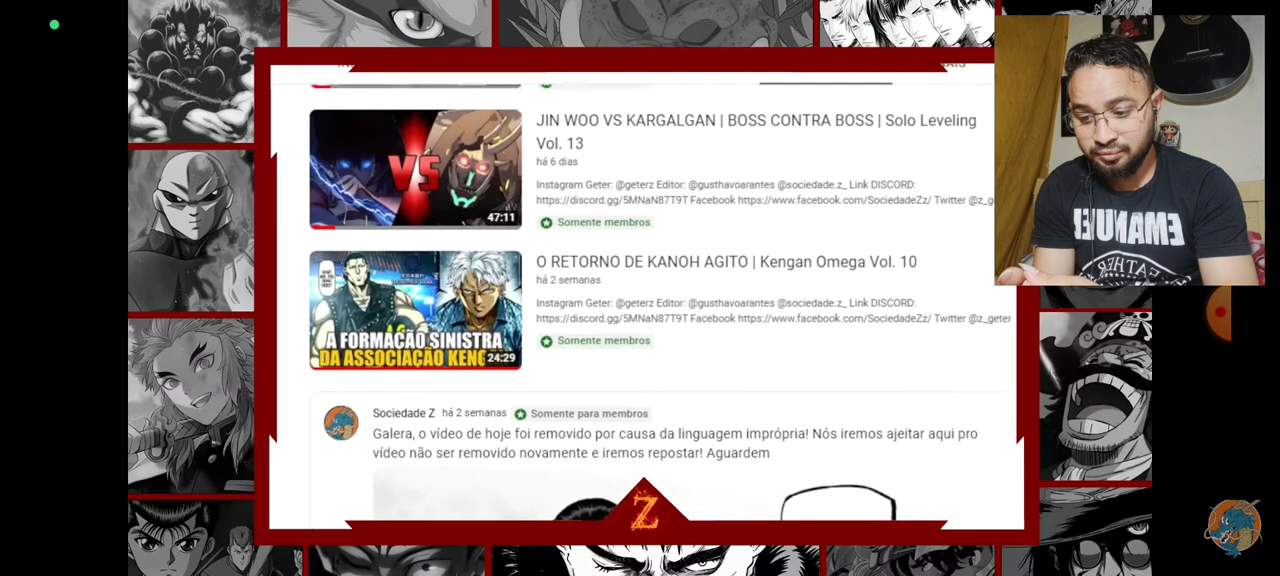 JIN WOO VS KARGALGAN | BOSS CONTRA BOSS | Solo Leveling
Vol. 13
há 6 dias
Instagram Geter: @geterz Editor: @gusthavoarantes @sociedade.z_ Link DISCORD:
https://discord.gg/5MNaN87T9T Facebook https://www.facebook.com/SociedadeZz/ Twitter @z_g
Somente membros
VS
47:11
O RETORNO DE KANOH AGITO | Kengan Omega Vol. 10
há 2 semanas
Instagram Geter: @geterz Editor: @gusthavoarantes @sociedade.z_ Link DISCORD:
https://discord.gg/5MNaN87T9T Facebook https://www.facebook.com/SociedadeZz/ Twitter @z_geter
Somente membros
A FORMAÇÃO SINISTRA
DA ASSOCIAÇÃO KENG
24:29
Sociedade Z há 2 semanas Somente para membros
Galera, o vídeo de hoje foi removido por causa da linguagem imprópria! Nós iremos ajeitar aqui pro
vídeo não ser removido novamente e iremos repostar! Aguardem
Z
EMANUEL
FATHER